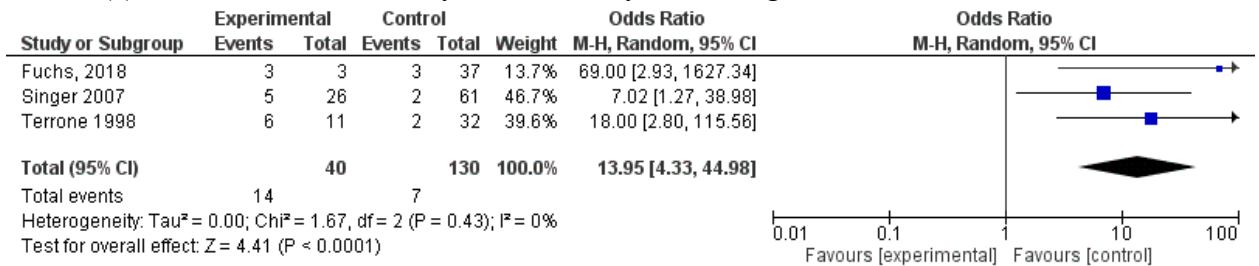 Experimental Control Odds Ratio Odds Ratio
Study or Subgroup Events Total Events Total Weight M-H, Random, 95% CI M-H, Random, 95% CI
Fuchs, 2018 3 3 3 37 13.7% 69.00 [2.93, 1627.34]
Singer 2007 5 26 2 61 46.7% 7.02 [1.27, 38.98]
Terrone 1998 6 11 2 32 39.6% 18.00 [2.80, 115.56]
Total (95% CI) 40 130 100.0% 13.95 [4.33, 44.98]
Total events 14 7
Heterogeneity: Tau² = 0.00; Chi² = 1.67, df = 2 (P = 0.43); I² = 0%
Test for overall effect: Z = 4.41 (P < 0.0001)
0.01 0.1 1 10 100
Favours [experimental] Favours [control]